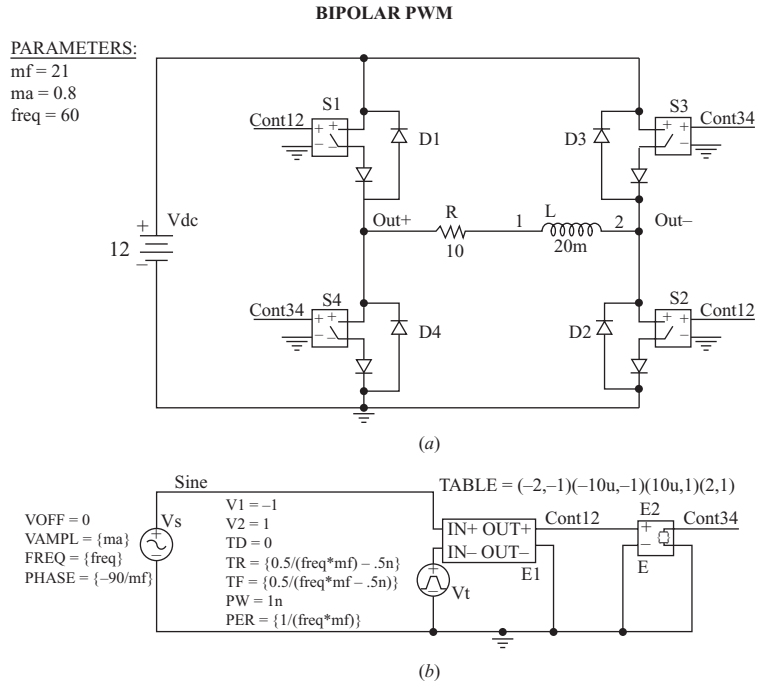 BIPOLAR PWM
PARAMETERS:
mf = 21
ma = 0.8
freq = 60
S1
Cont12
+ +
– –
D1
S3
D3
Cont34
+ +
– –
Vdc
+
12
–
Out+
R
10
1
L
2
20m
Out–
S4
Cont34
+ +
– –
D4
S2
D2
Cont12
+ +
– –
(a)
Sine
TABLE = (–2,–1)(–10u,–1)(10u,1)(2,1)
VOFF = 0
VAMPL = {ma}
FREQ = {freq}
PHASE = {–90/mf}
Vs
+
–
V1 = –1
V2 = 1
TD = 0
TR = {0.5/(freq*mf) – .5n}
TF = {0.5/(freq*mf – .5n)}
PW = 1n
PER = {1/(freq*mf)}
IN+ OUT+
IN– OUT–
E1
+
–
Vt
Cont12
E2
+
–
E
Cont34
(b)